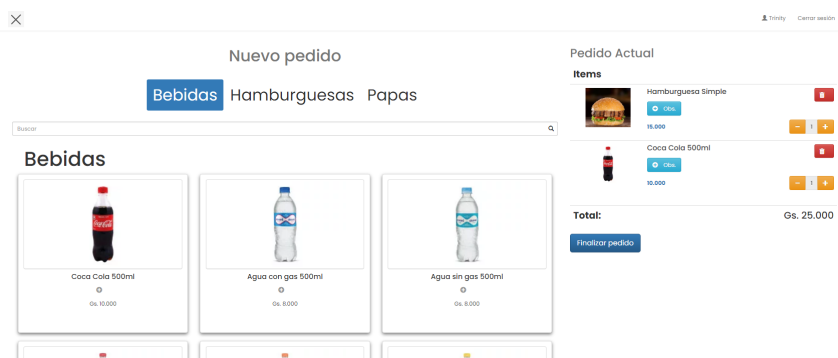 Trinity Cerrar sesión
Nuevo pedido
Bebidas Hamburguesas Papas
Buscar
Bebidas
Coca Cola 500ml
Gs. 10.000
Agua con gas 500ml
Gs. 8.000
Agua sin gas 500ml
Gs. 8.000
Pedido Actual
Items
Hamburguesa Simple
Obs.
15.000
- 1 +
Coca Cola 500ml
Obs.
10.000
- 1 +
Total: Gs. 25.000
Finalizar pedido